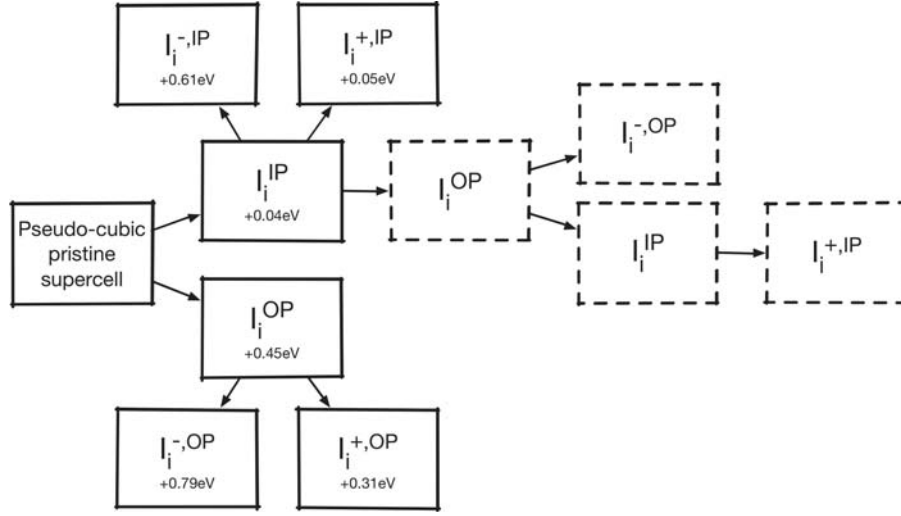 I_i^{-,IP}
+0.61eV
I_i^{+,IP}
+0.05eV
I_i^{IP}
+0.04eV
I_i^{OP}
I_i^{-,OP}
Pseudo-cubic
pristine
supercell
I_i^{IP}
I_i^{+,IP}
I_i^{OP}
+0.45eV
I_i^{-,OP}
+0.79eV
I_i^{+,OP}
+0.31eV